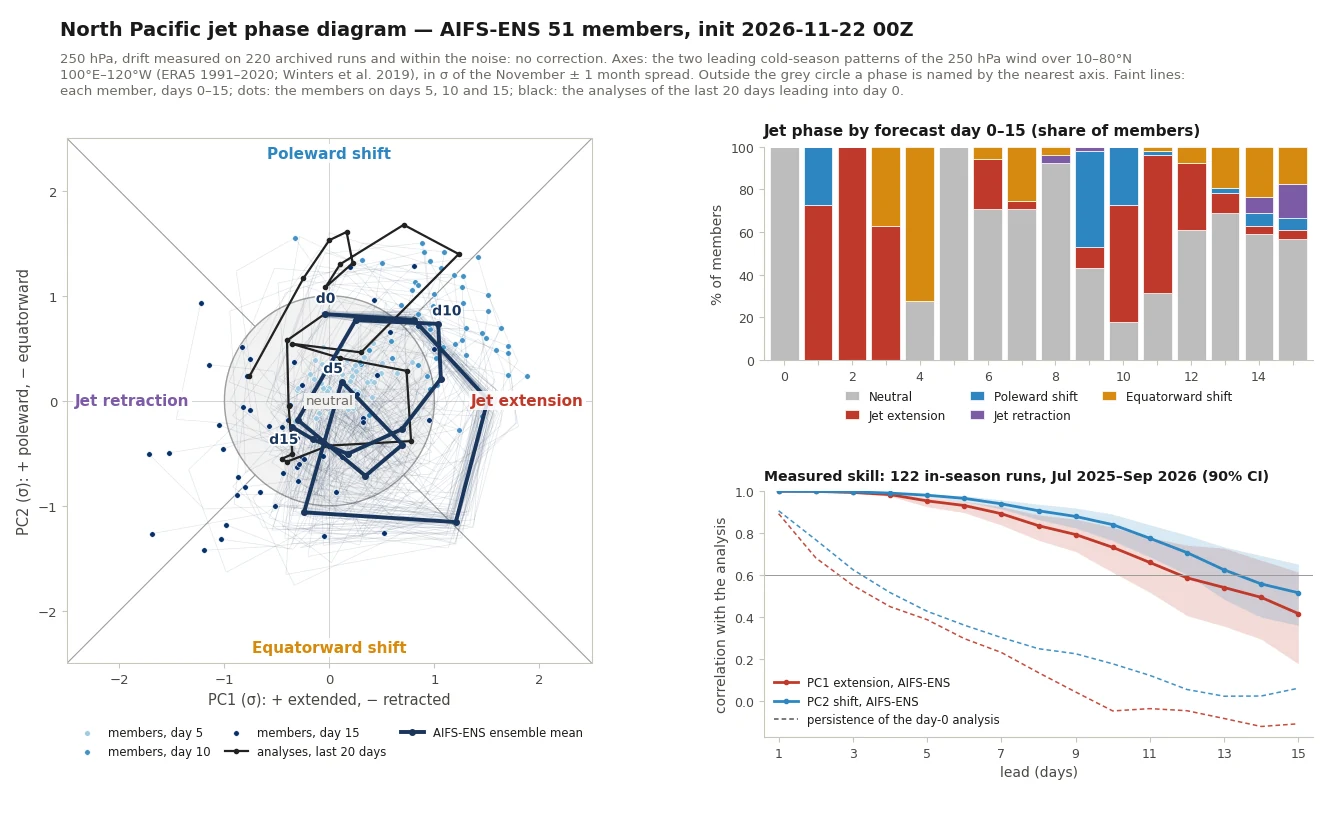 North Pacific jet phase diagram — AIFS-ENS 51 members, init 2026-11-22 00Z
250 hPa, drift measured on 220 archived runs and within the noise: no correction. Axes: the two leading cold-season patterns of the 250 hPa wind over 10–80°N
100°E–120°W (ERA5 1991–2020; Winters et al. 2019), in σ of the November ± 1 month spread. Outside the grey circle a phase is named by the nearest axis. Faint lines:
each member, days 0–15; dots: the members on days 5, 10 and 15; black: the analyses of the last 20 days leading into day 0.
Poleward shift
d0
d10
d5
Jet retraction
neutral
Jet extension
d15
Equatorward shift
PC2 (σ): + poleward, − equatorward
2
1
0
−1
−2
−2
−1
0
1
2
PC1 (σ): + extended, − retracted
members, day 5
members, day 10
members, day 15
analyses, last 20 days
AIFS-ENS ensemble mean
Jet phase by forecast day 0–15 (share of members)
% of members
100
80
60
40
20
0
0
2
4
6
8
10
12
14
Neutral
Jet extension
Poleward shift
Jet retraction
Equatorward shift
Measured skill: 122 in-season runs, Jul 2025–Sep 2026 (90% CI)
correlation with the analysis
1.0
0.8
0.6
0.4
0.2
0.0
PC1 extension, AIFS-ENS
PC2 shift, AIFS-ENS
persistence of the day-0 analysis
1
3
5
7
9
11
13
15
lead (days)